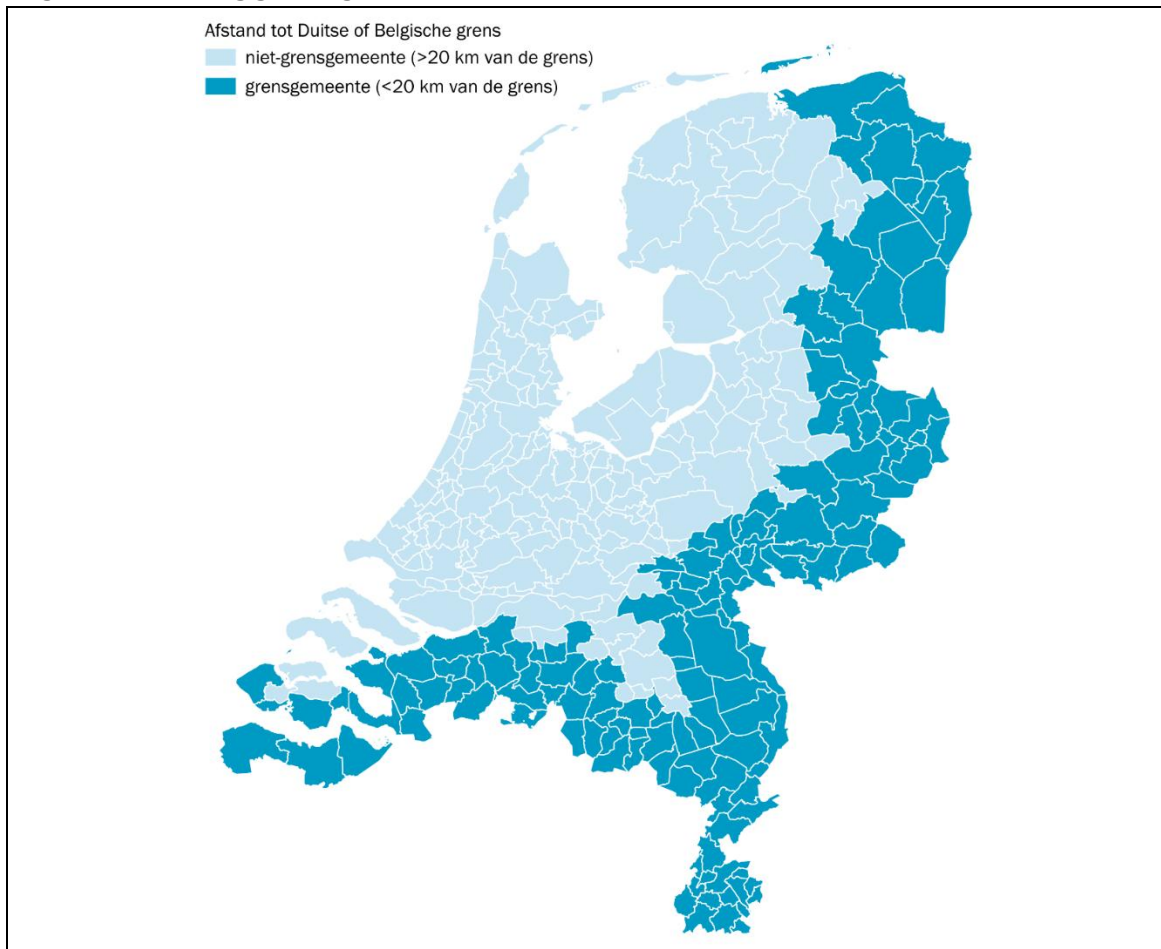 Afstand tot Duitse of Belgische grens
niet-grensgemeente (>20 km van de grens)
grensgemeente (<20 km van de grens)